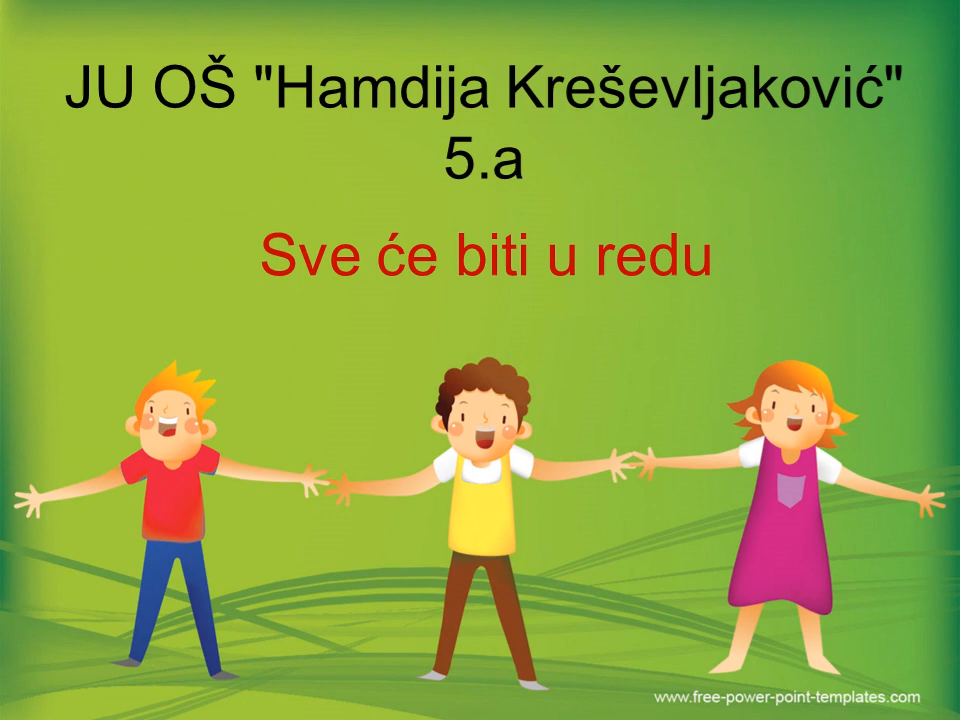 JU OŠ "Hamdija Kreševljaković"
5.a
Sve će biti u redu
www.free-power-point-templates.com